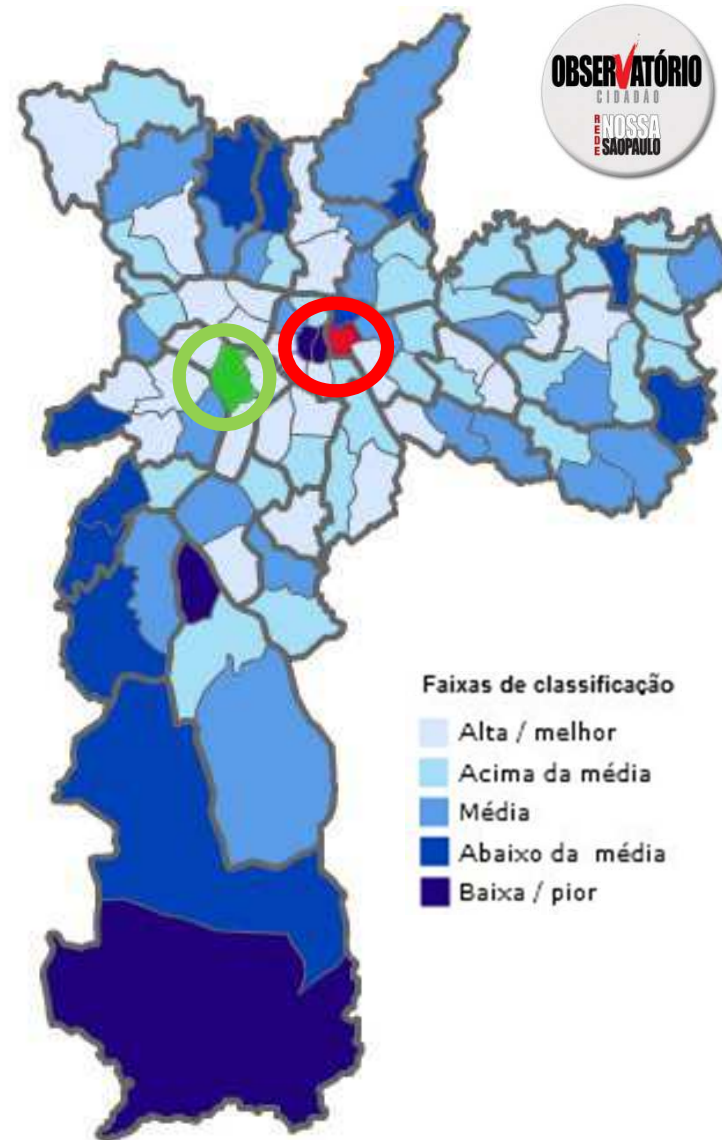 OBSERVATÓRIO
CIDADÃO
REDE
NOSSA
SÃOPAULO
Faixas de classificação
Alta / melhor
Acima da média
Média
Abaixo da média
Baixa / pior